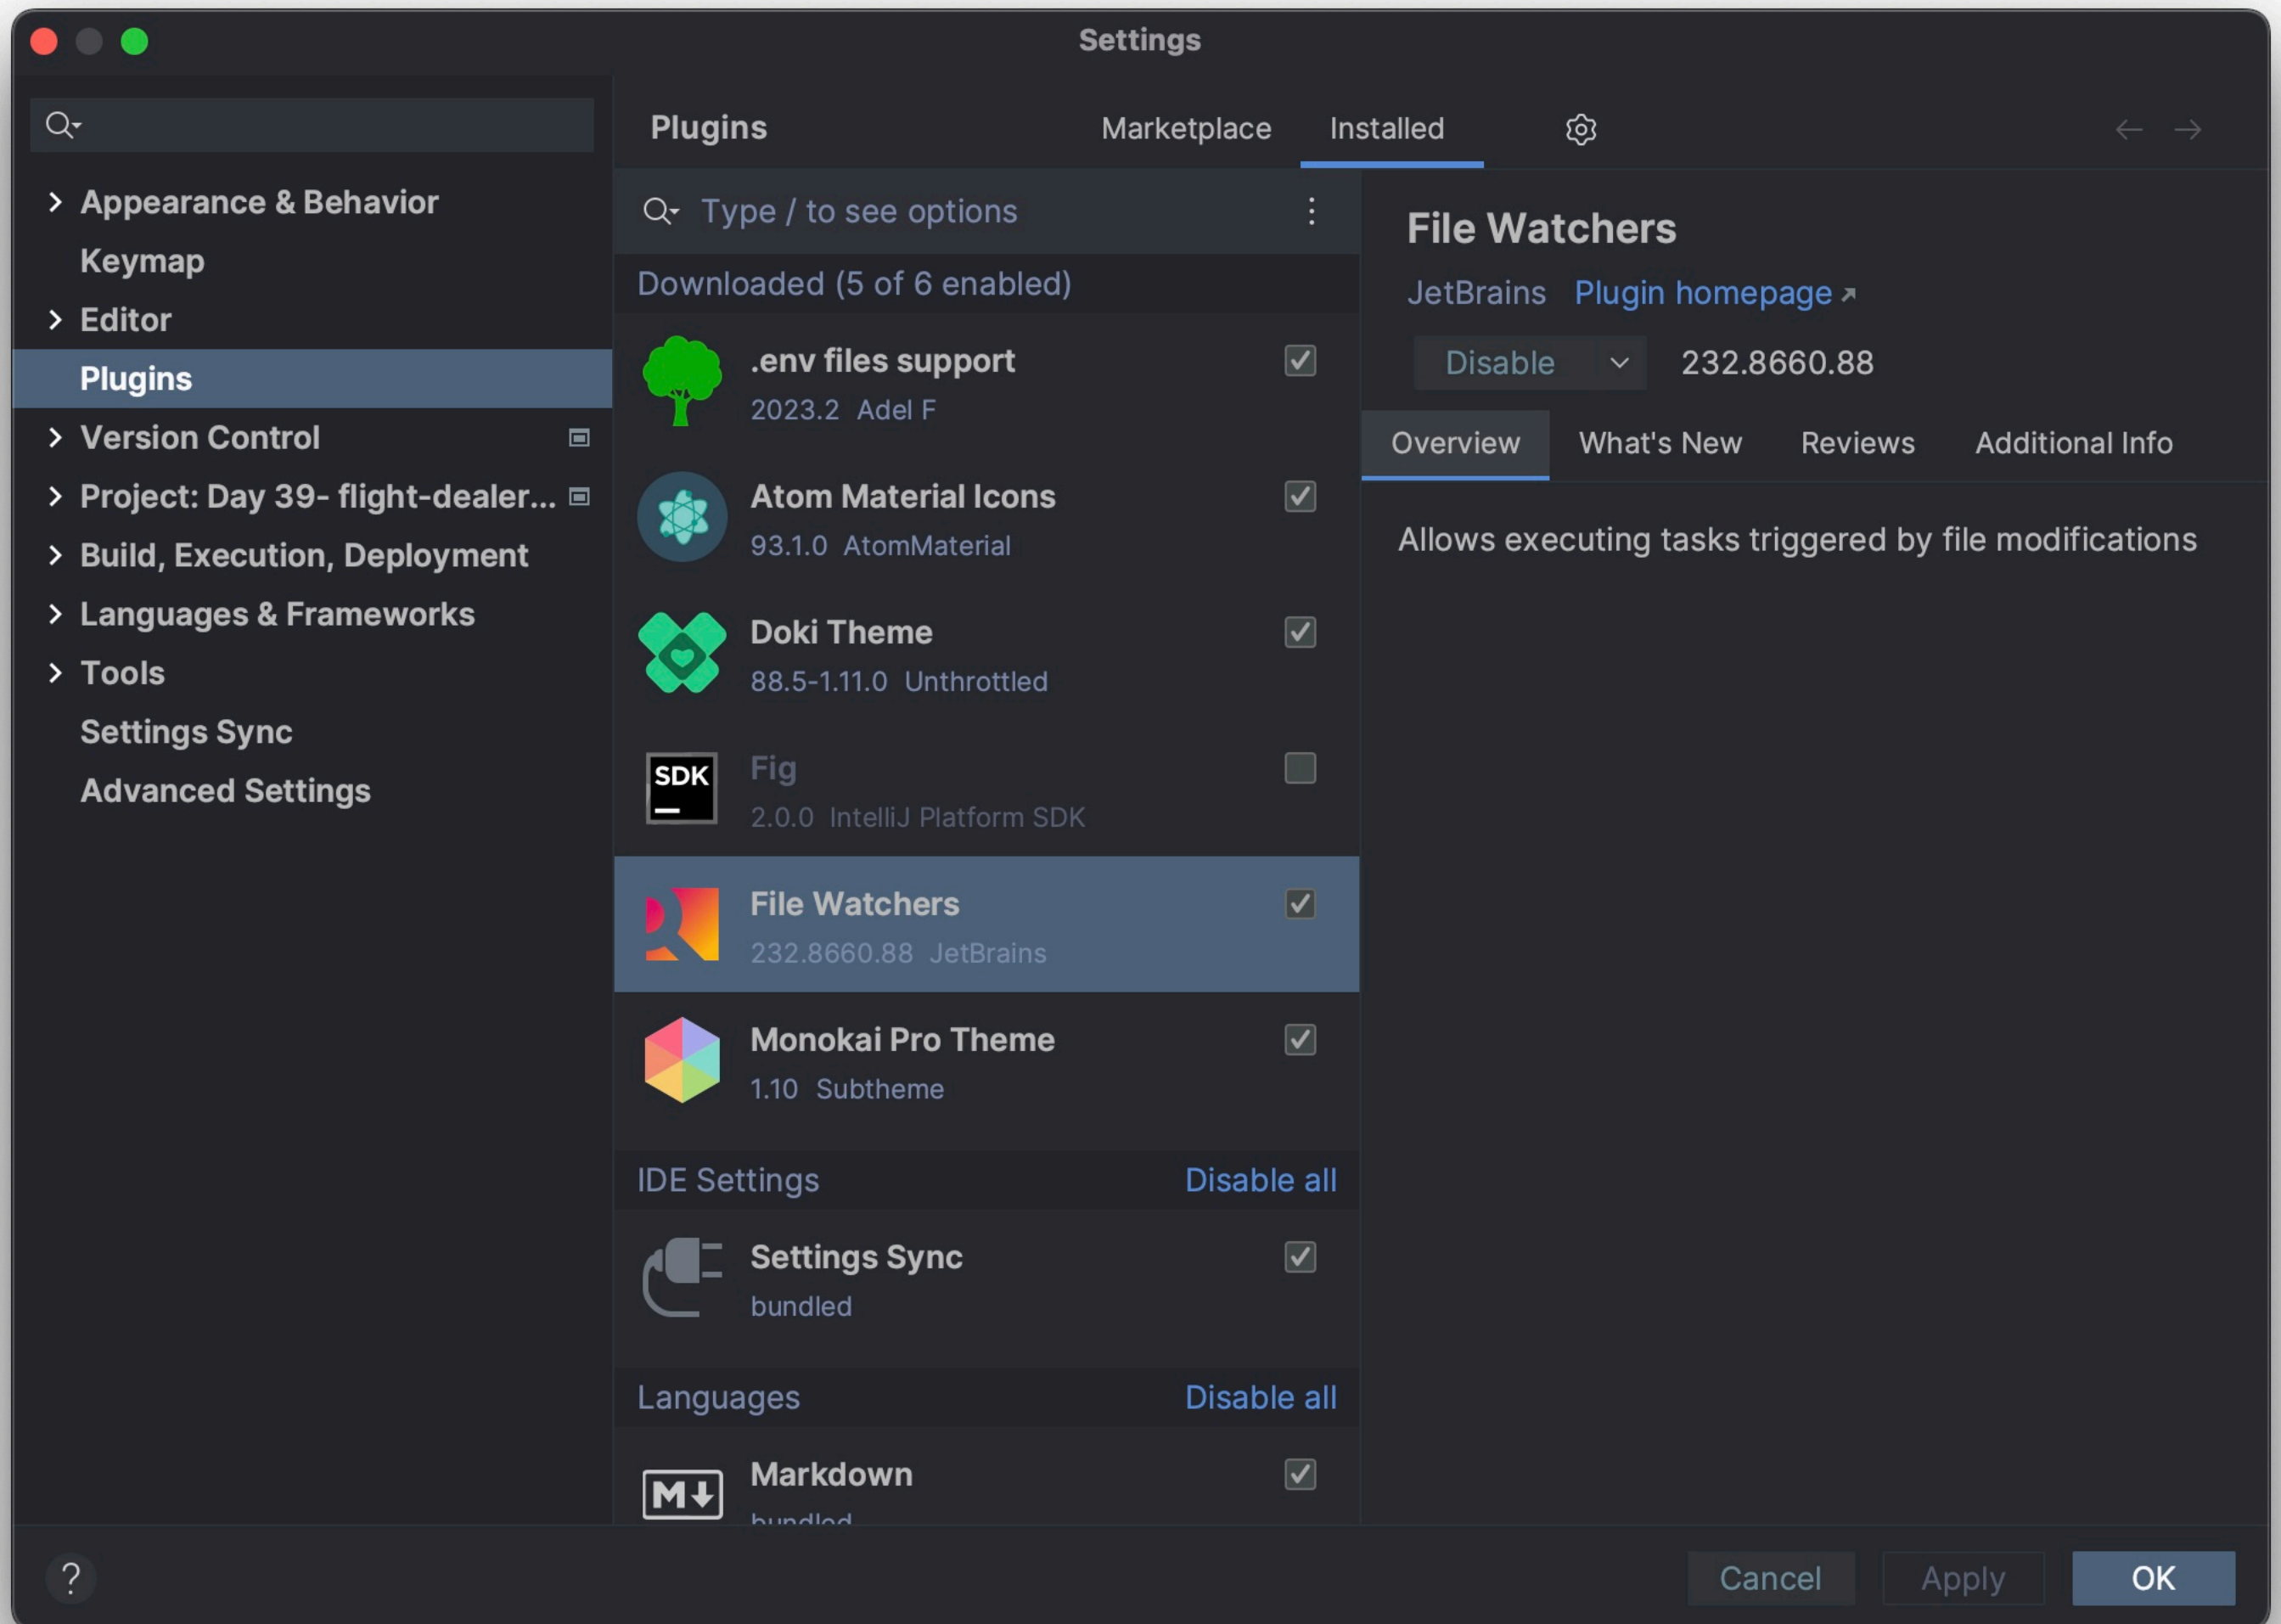 Settings
Appearance & Behavior
Keymap
Editor
Plugins
Version Control
Project: Day 39- flight-dealer...
Build, Execution, Deployment
Languages & Frameworks
Tools
Settings Sync
Advanced Settings
Plugins
Marketplace
Installed
Type / to see options
Downloaded (5 of 6 enabled)
.env files support
2023.2 Adel F
Atom Material Icons
93.1.0 AtomMaterial
Doki Theme
88.5-1.11.0 Unthrottled
SDK
Fig
2.0.0 IntelliJ Platform SDK
File Watchers
232.8660.88 JetBrains
Monokai Pro Theme
1.10 Subtheme
IDE Settings Disable all
Settings Sync
bundled
Languages Disable all
M
Markdown
bundled
File Watchers
JetBrains Plugin homepage
Disable 232.8660.88
Overview What's New Reviews Additional Info
Allows executing tasks triggered by file modifications
?
Cancel Apply OK